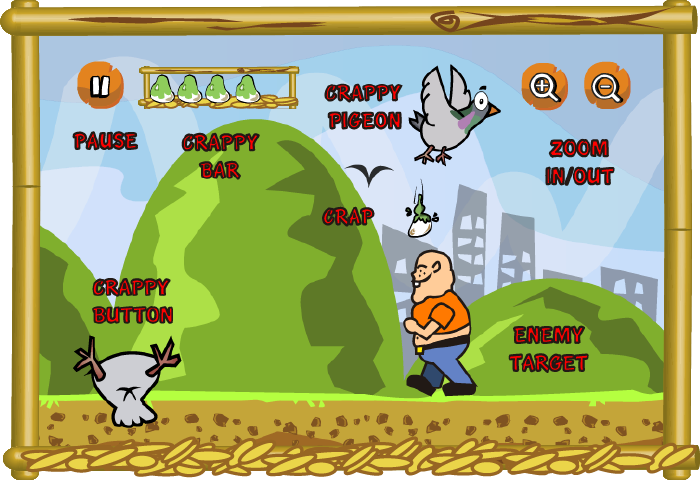 CRAPPY
PIGEON
PAUSE
CRAPPY
BAR
ZOOM
IN/OUT
CRAP
CRAPPY
BUTTON
ENEMY
TARGET